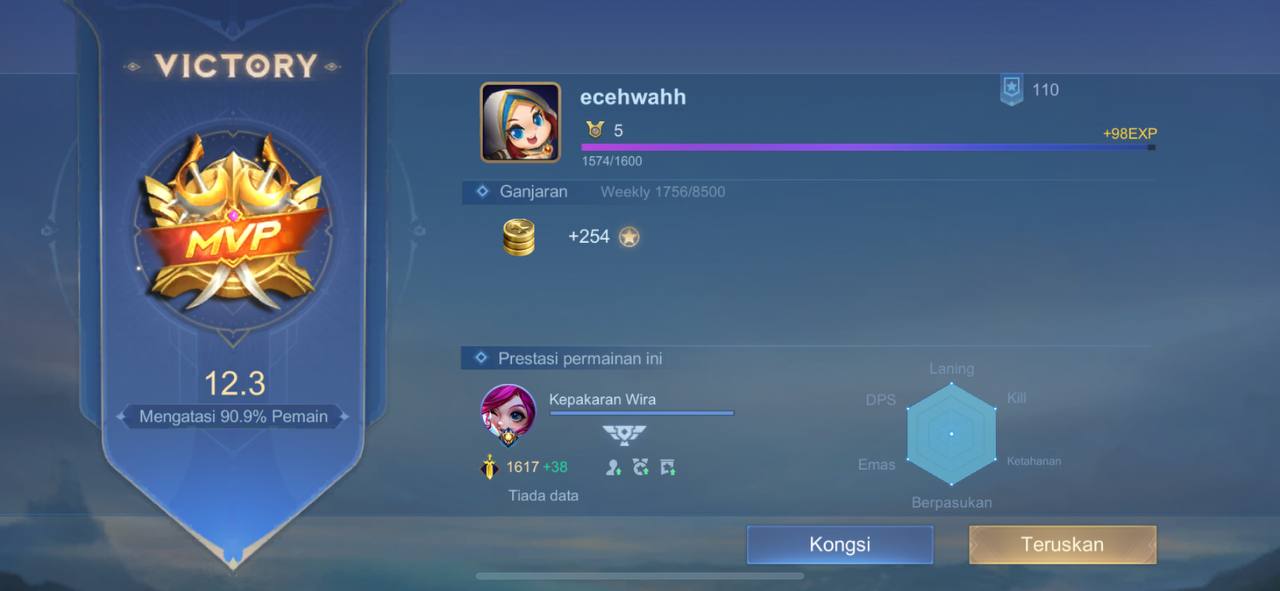 VICTORY
MVP
12.3
Mengatasi 90.9% Pemain
ecehwahh
110
5
+98EXP
1574/1600
Ganjaran
Weekly 1756/8500
+254
Prestasi permainan ini
Kepakaran Wira
1617 +38
Tiada data
Laning
DPS
Kill
Emas
Ketahanan
Berpasukan
Kongsi
Teruskan